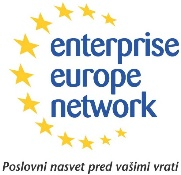 enterprise
europe
network
Poslovni nasvet pred vašimi vrati